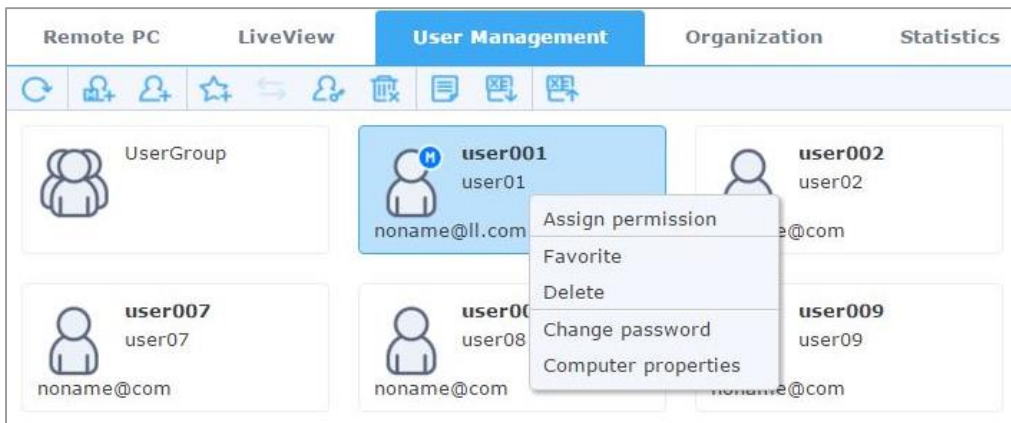 Remote PC LiveView User Management Organization Statistics
UserGroup
user001
user01
noname@ll.com
user002
user02
@com
Assign permission
Favorite
Delete
Change password
Computer properties
user007
user07
noname@com
user08
user009
user09
noname@com